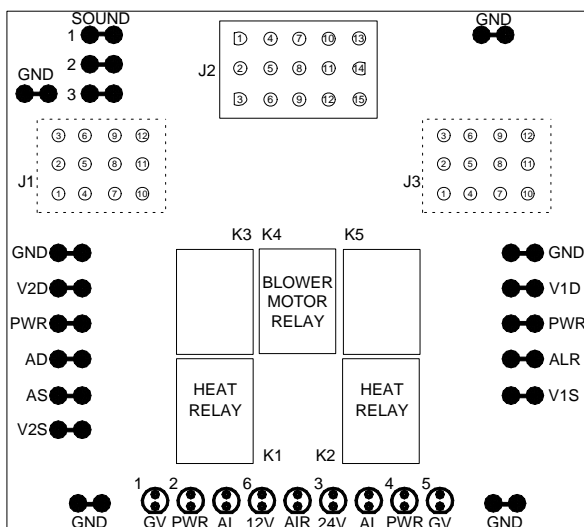 SOUND
1
2
3
GND
GND
J2
1 4 7 10 13
2 5 8 11 14
3 6 9 12 15
J1
3 6 9 12
2 5 8 11
1 4 7 10
J3
3 6 9 12
2 5 8 11
1 4 7 10
K3 K4 K5
BLOWER
MOTOR
RELAY
GND
V2D
PWR
AD
AS
V2S
GND
V1D
PWR
ALR
V1S
HEAT
RELAY
HEAT
RELAY
K1 K2
1 2 6 3 4 5
GND GV PWR AL 12V AIR 24V AL PWR GV GND